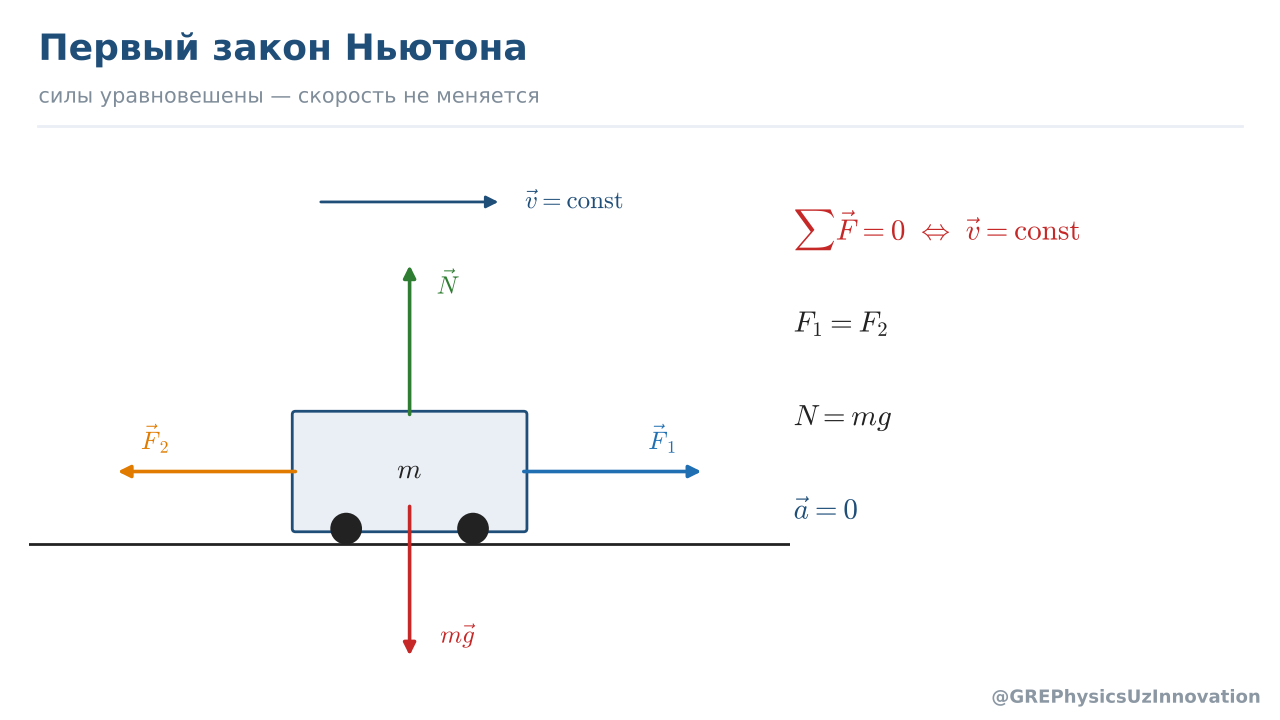 Первый закон Ньютона
силы уравновешены — скорость не меняется
v⃗ = const
∑F⃗ = 0 ⇔ v⃗ = const
N⃗
F₁ = F₂
N = mg
F⃗₂
F⃗₁
m
a⃗ = 0
mg⃗
@GREPhysicsUzInnovation